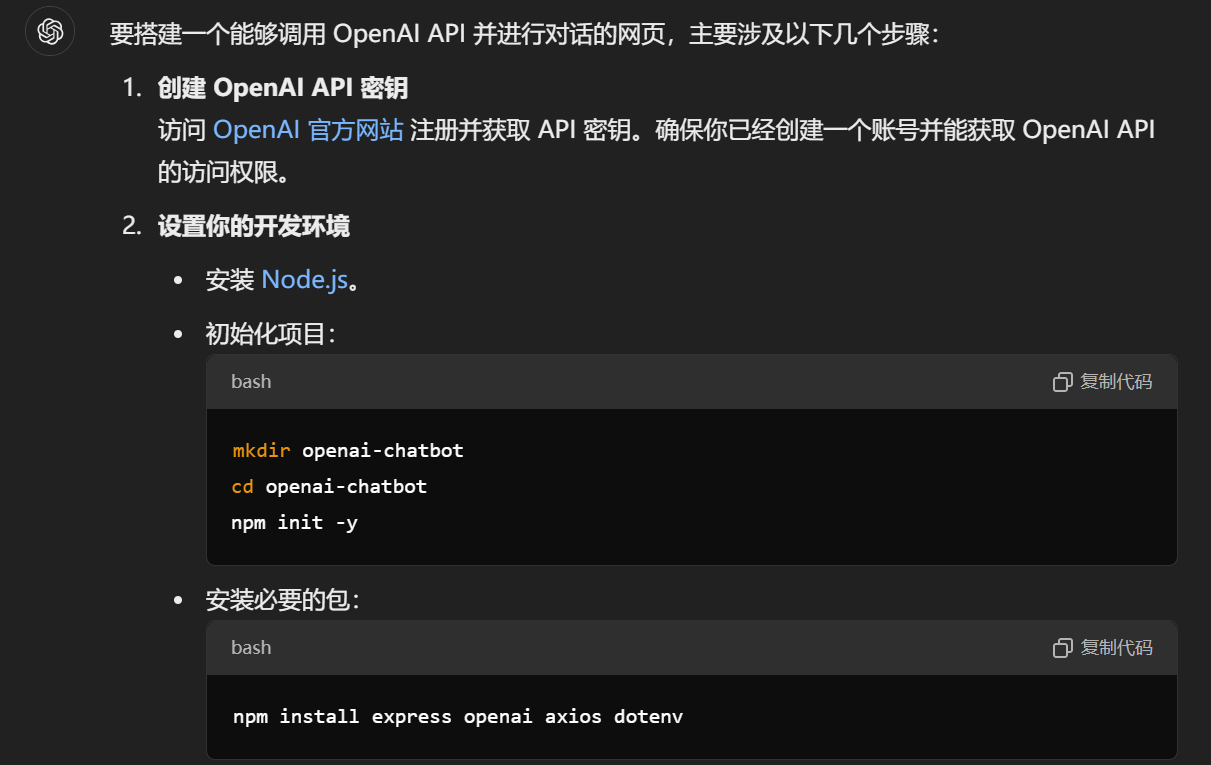 要搭建一个能够调用 OpenAI API 并进行对话的网页，主要涉及以下几个步骤：
1. 创建 OpenAI API 密钥
访问 OpenAI 官方网站 注册并获取 API 密钥。确保你已经创建一个账号并能获取 OpenAI API
的访问权限。
2. 设置你的开发环境
• 安装 Node.js。
• 初始化项目：
bash 复制代码
mkdir openai-chatbot
cd openai-chatbot
npm init -y
• 安装必要的包：
bash 复制代码
npm install express openai axios dotenv